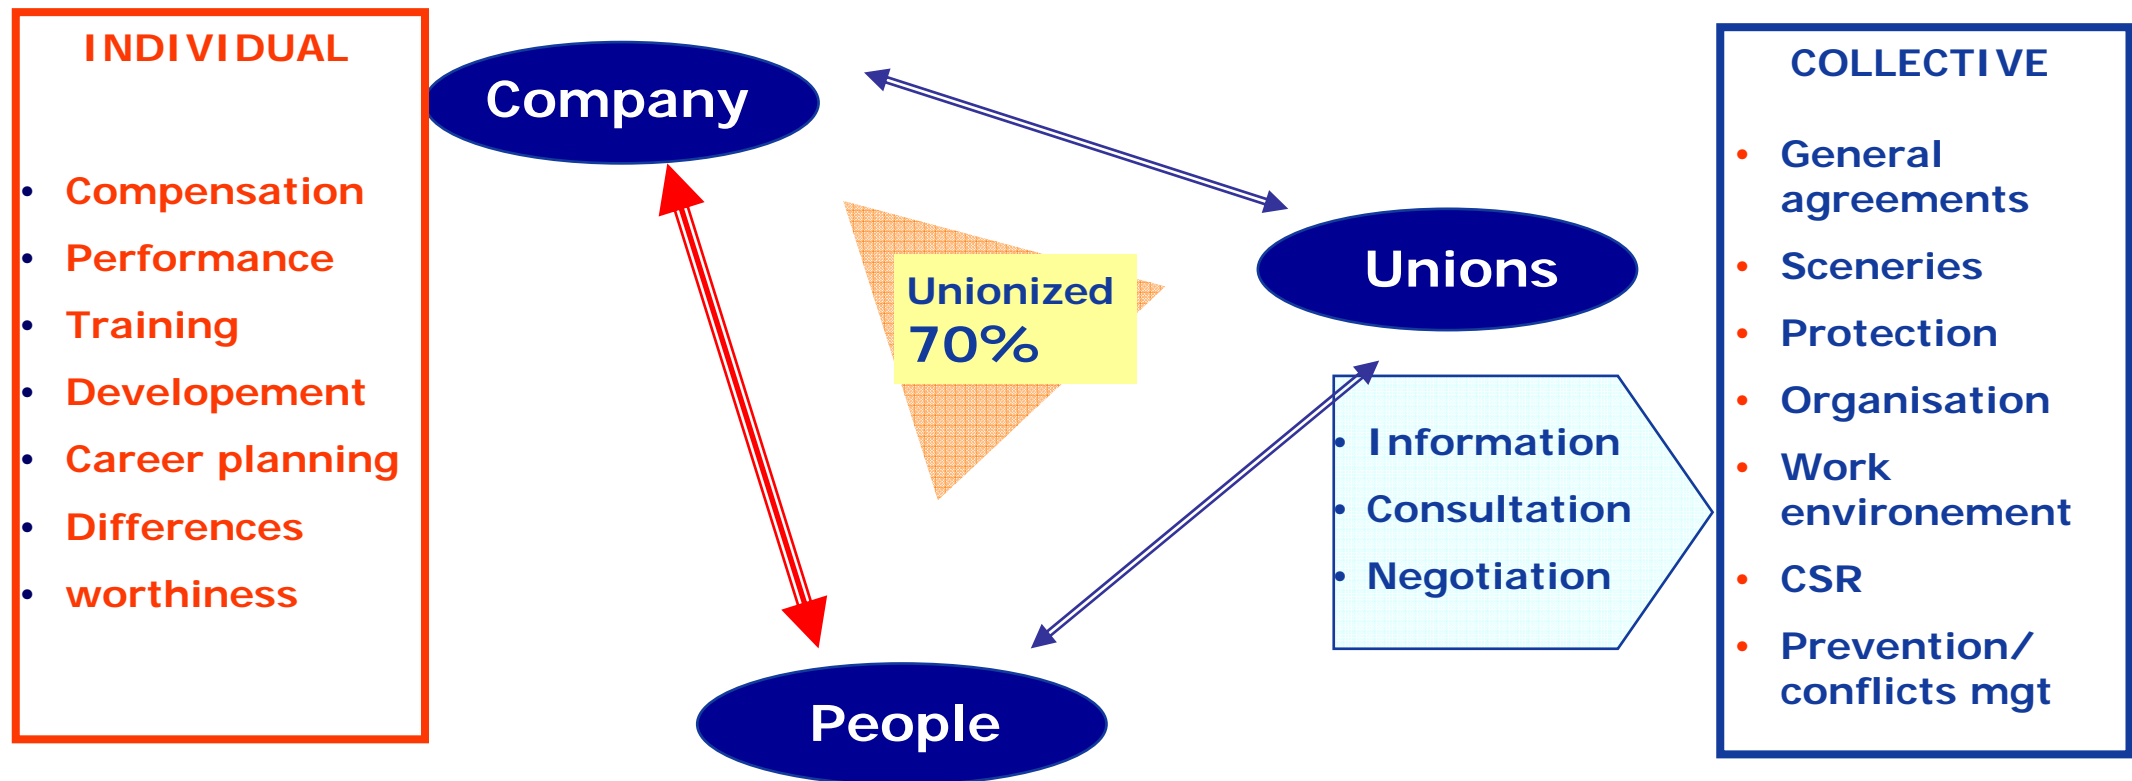 INDIVIDUAL
• Compensation
• Performance
• Training
• Developement
• Career planning
• Differences
• worthiness
Company
Unions
People
Unionized
70%
• Information
• Consultation
• Negotiation
COLLECTIVE
• General
agreements
• Sceneries
• Protection
• Organisation
• Work
environement
• CSR
• Prevention/
conflicts mgt